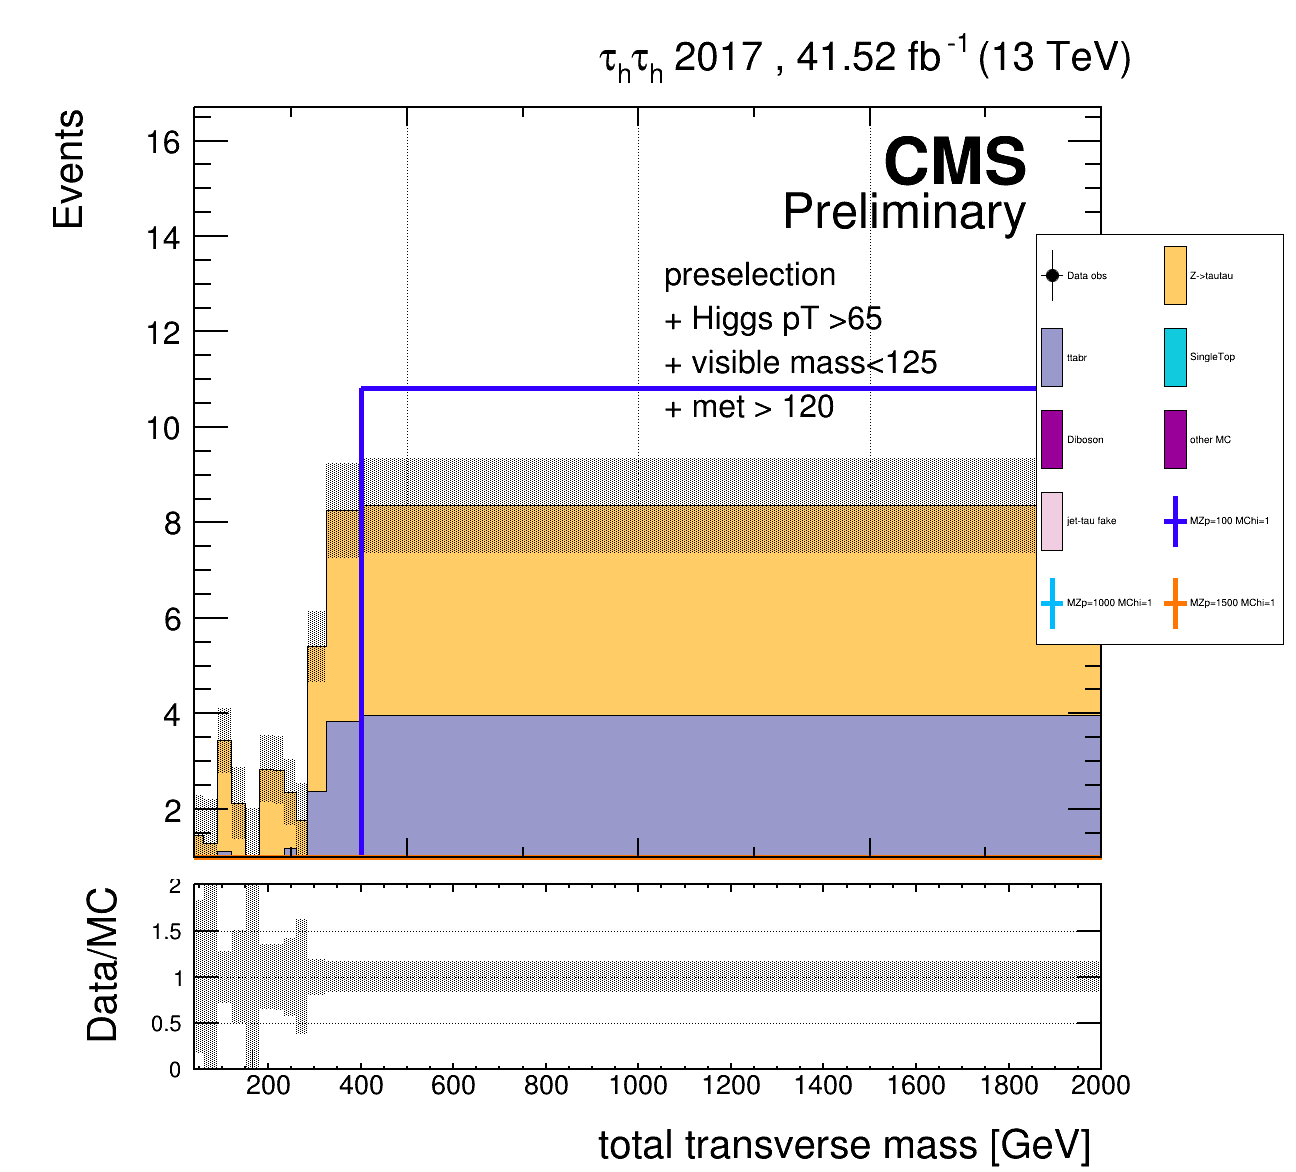 τhτh 2017 , 41.52 fb-1 (13 TeV)
Events
16
14
12
10
8
6
4
2
CMS
Preliminary
preselection
+ Higgs pT >65
+ visible mass<125
+ met > 120
Data obs
Z->tautau
ttabr
SingleTop
Diboson
other MC
jet-tau fake
MZp=100 MChi=1
MZp=1000 MChi=1
MZp=1500 MChi=1
Data/MC
2
1.5
1
0.5
0
200 400 600 800 1000 1200 1400 1600 1800 2000
total transverse mass [GeV]